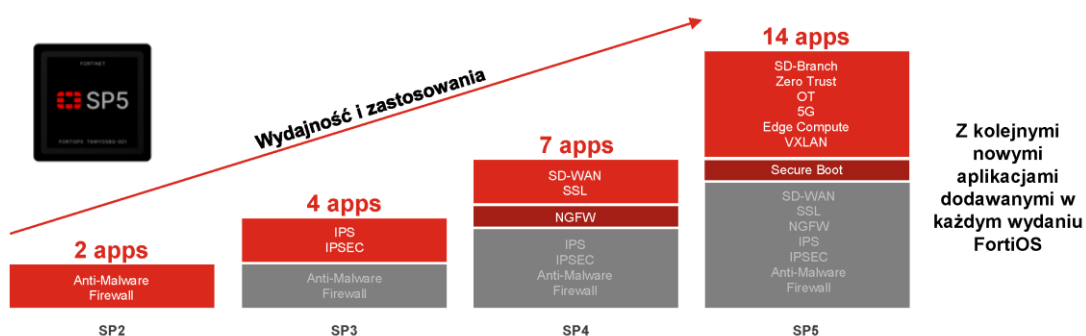 FORTINET
SP5
Wydajność i zastosowania
2 apps
Anti-Malware
Firewall
SP2
4 apps
IPS
IPSEC
Anti-Malware
Firewall
SP3
7 apps
SD-WAN
SSL
NGFW
IPS
IPSEC
Anti-Malware
Firewall
SP4
14 apps
SD-Branch
Zero Trust
OT
5G
Edge Compute
VXLAN
Secure Boot
SD-WAN
SSL
NGFW
IPS
IPSEC
Anti-Malware
Firewall
SP5
Z kolejnymi
nowymi
aplikacjami
dodawanymi w
każdym wydaniu
FortiOS